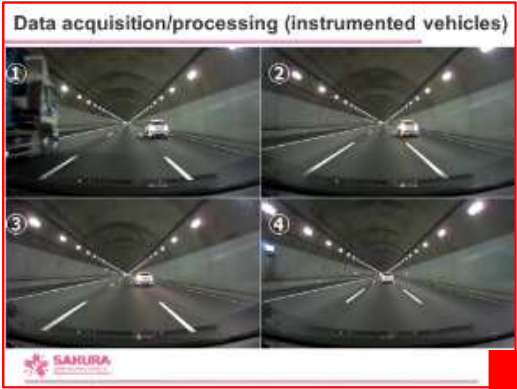 Data acquisition/processing (instrumented vehicles)
① ②
③ ④
SAKURA